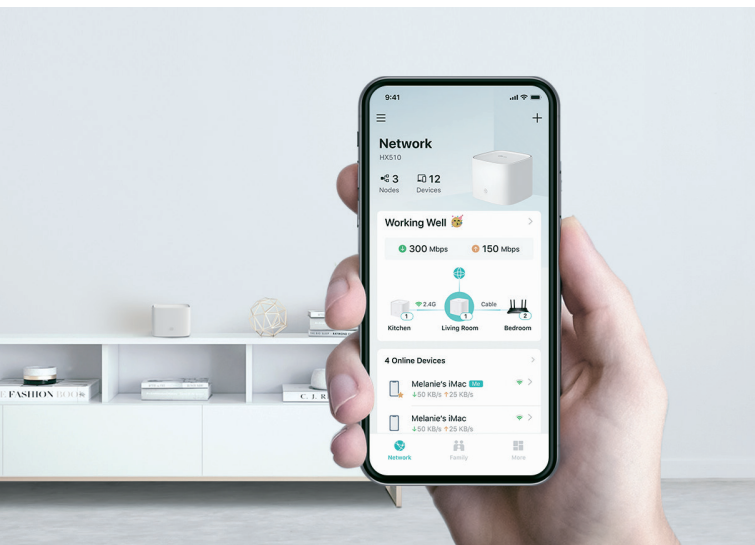 9:41
Network
HX510
3
12
Nodes
Devices
Working Well
300 Mbps
150 Mbps
2.4G
Cable
1
1
2
Kitchen
Living Room
Bedroom
4 Online Devices
Melanie's iMac Me
↓50 KB/s ↑25 KB/s
Melanie's iMac
↓50 KB/s ↑25 KB/s
Network
Family
More
FASHION BOOK
C. J. R